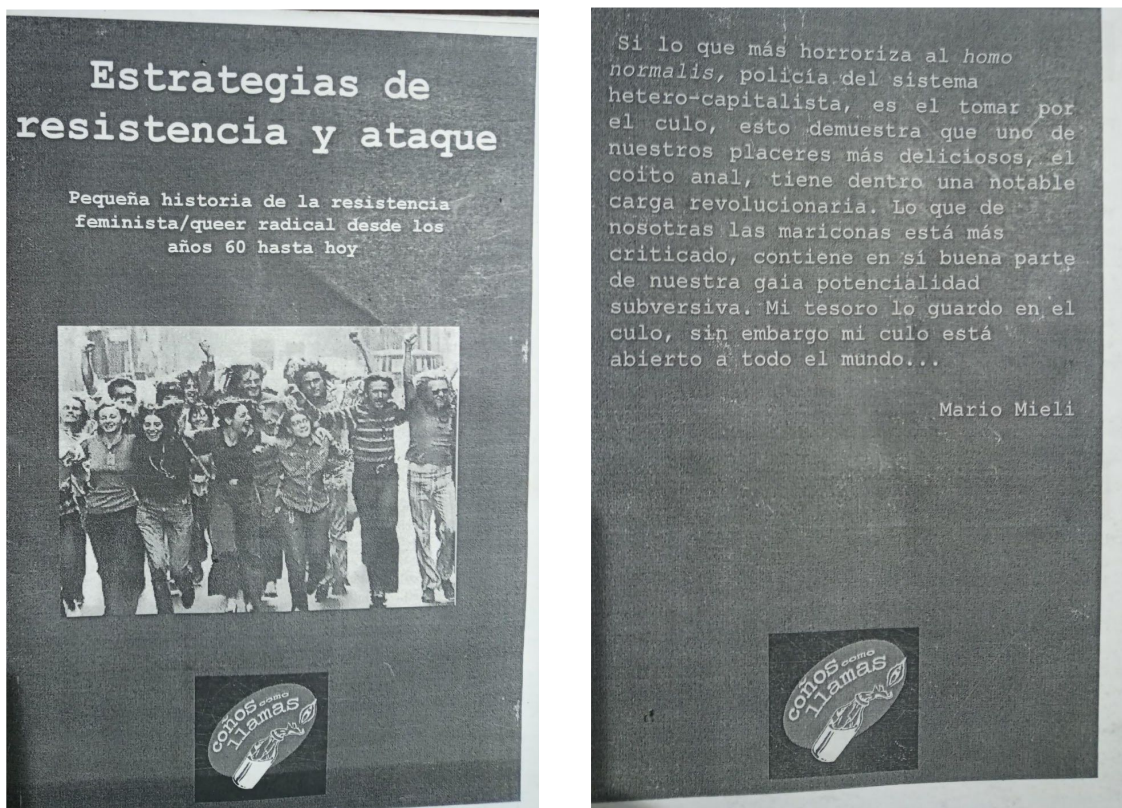 Estrategias de
resistencia y ataque
Pequeña historia de la resistencia
feminista/queer radical desde los
años 60 hasta hoy
coños como
llamas
Si lo que más horroriza al homo
normalis, policía del sistema
hetero-capitalista, es el tomar por
el culo, esto demuestra que uno de
nuestros placeres más deliciosos, el
coito anal, tiene dentro una notable
carga revolucionaria. Lo que de
nosotras las mariconas está más
criticado, contiene en sí buena parte
de nuestra gaia potencialidad
subversiva. Mi tesoro lo guardo en el
culo, sin embargo mi culo está
abierto a todo el mundo...
Mario Mieli
coños como
llamas